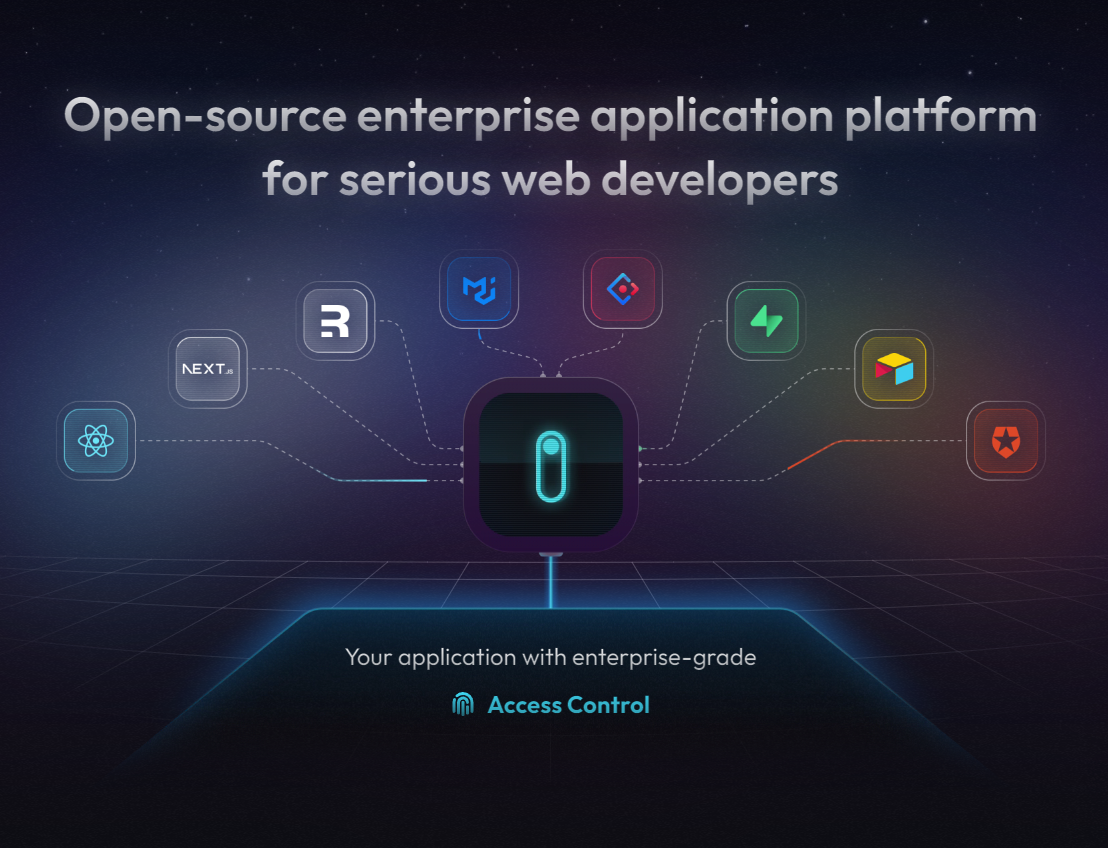 Open-source enterprise application platform
for serious web developers
NEXT.JS
Your application with enterprise-grade
Access Control